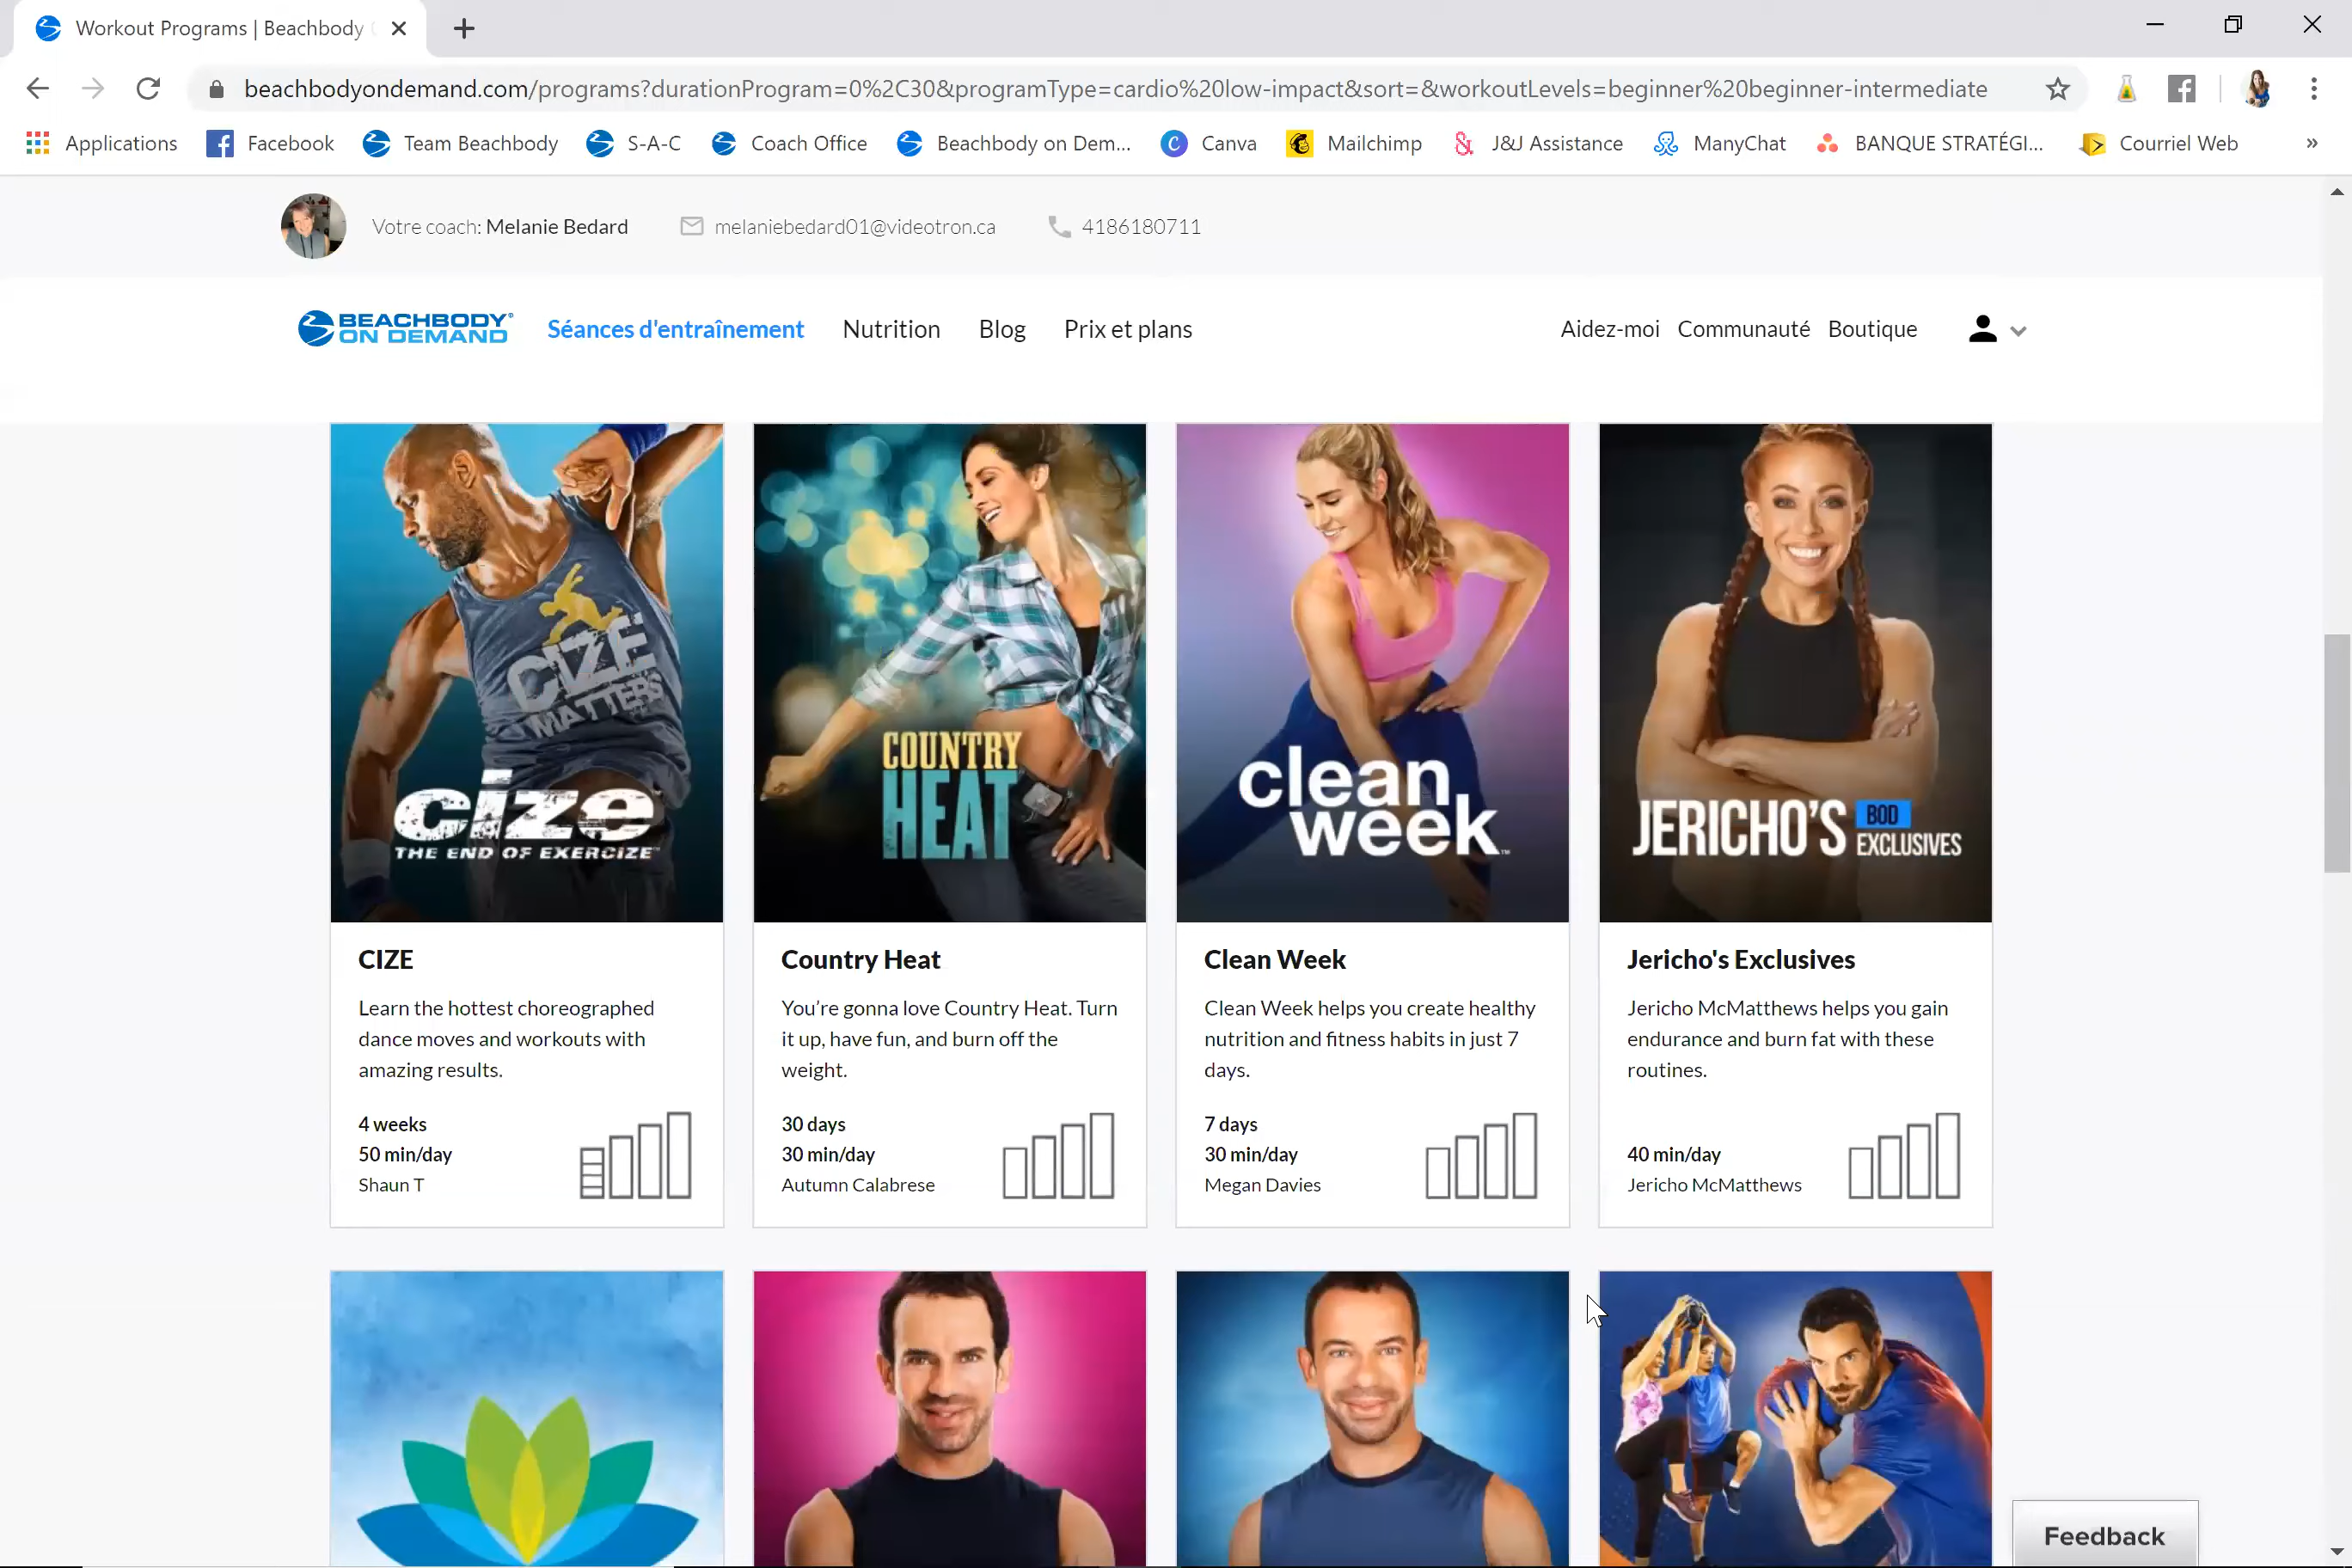 Workout Programs | Beachbody
beachbodyondemand.com/programs?durationProgram=0%2C30&programType=cardio%20low-impact&sort=&workoutLevels=beginner%20beginner-intermediate
Applications Facebook Team Beachbody S-A-C Coach Office Beachbody on Dem... Canva Mailchimp J&J Assistance ManyChat BANQUE STRATÉGI... Courriel Web »
Votre coach: Melanie Bedard melaniebedard01@videotron.ca 4186180711
BEACHBODY®
ON DEMAND
Séances d'entraînement Nutrition Blog Prix et plans Aidez-moi Communauté Boutique
CIZE
MATTERS
cize
THE END OF EXERCIZE™
COUNTRY
HEAT
clean
week™
JERICHO'S BOD
EXCLUSIVES
CIZE
Learn the hottest choreographed
dance moves and workouts with
amazing results.
4 weeks
50 min/day
Shaun T
Country Heat
You're gonna love Country Heat. Turn
it up, have fun, and burn off the
weight.
30 days
30 min/day
Autumn Calabrese
Clean Week
Clean Week helps you create healthy
nutrition and fitness habits in just 7
days.
7 days
30 min/day
Megan Davies
Jericho's Exclusives
Jericho McMatthews helps you gain
endurance and burn fat with these
routines.
40 min/day
Jericho McMatthews
Feedback